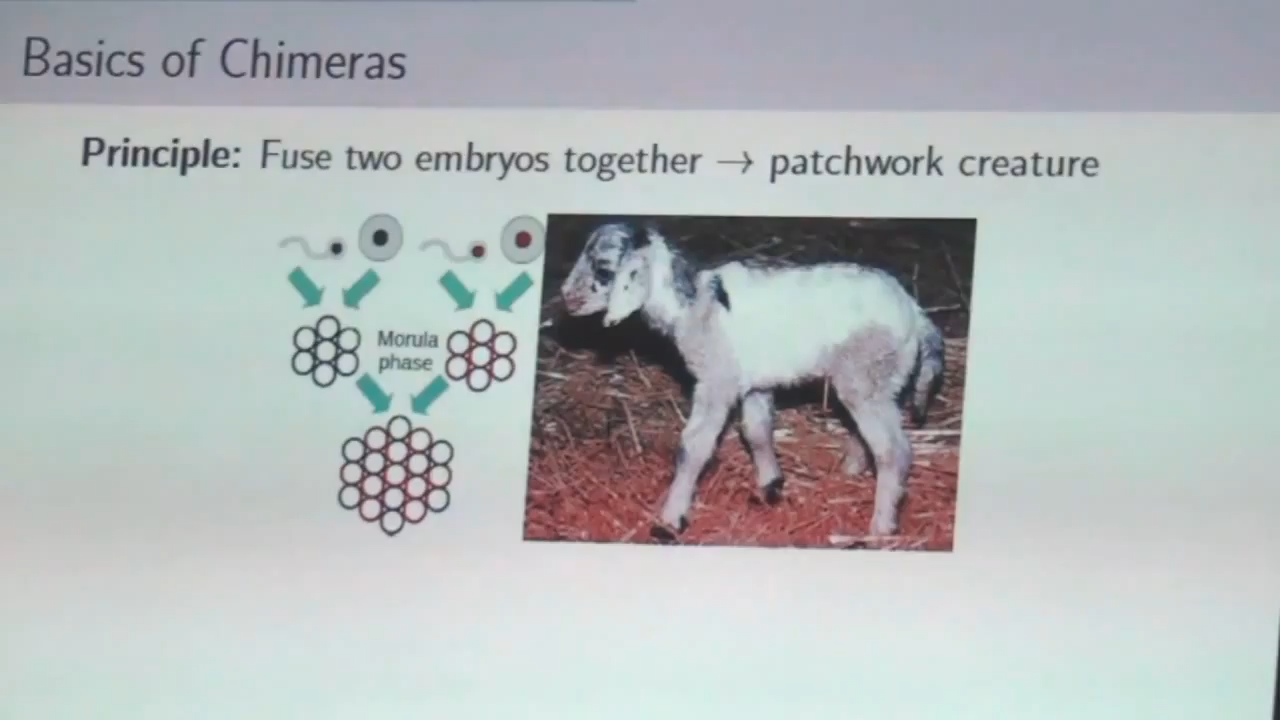 Basics of Chimeras
Principle: Fuse two embryos together → patchwork creature
Morula
phase